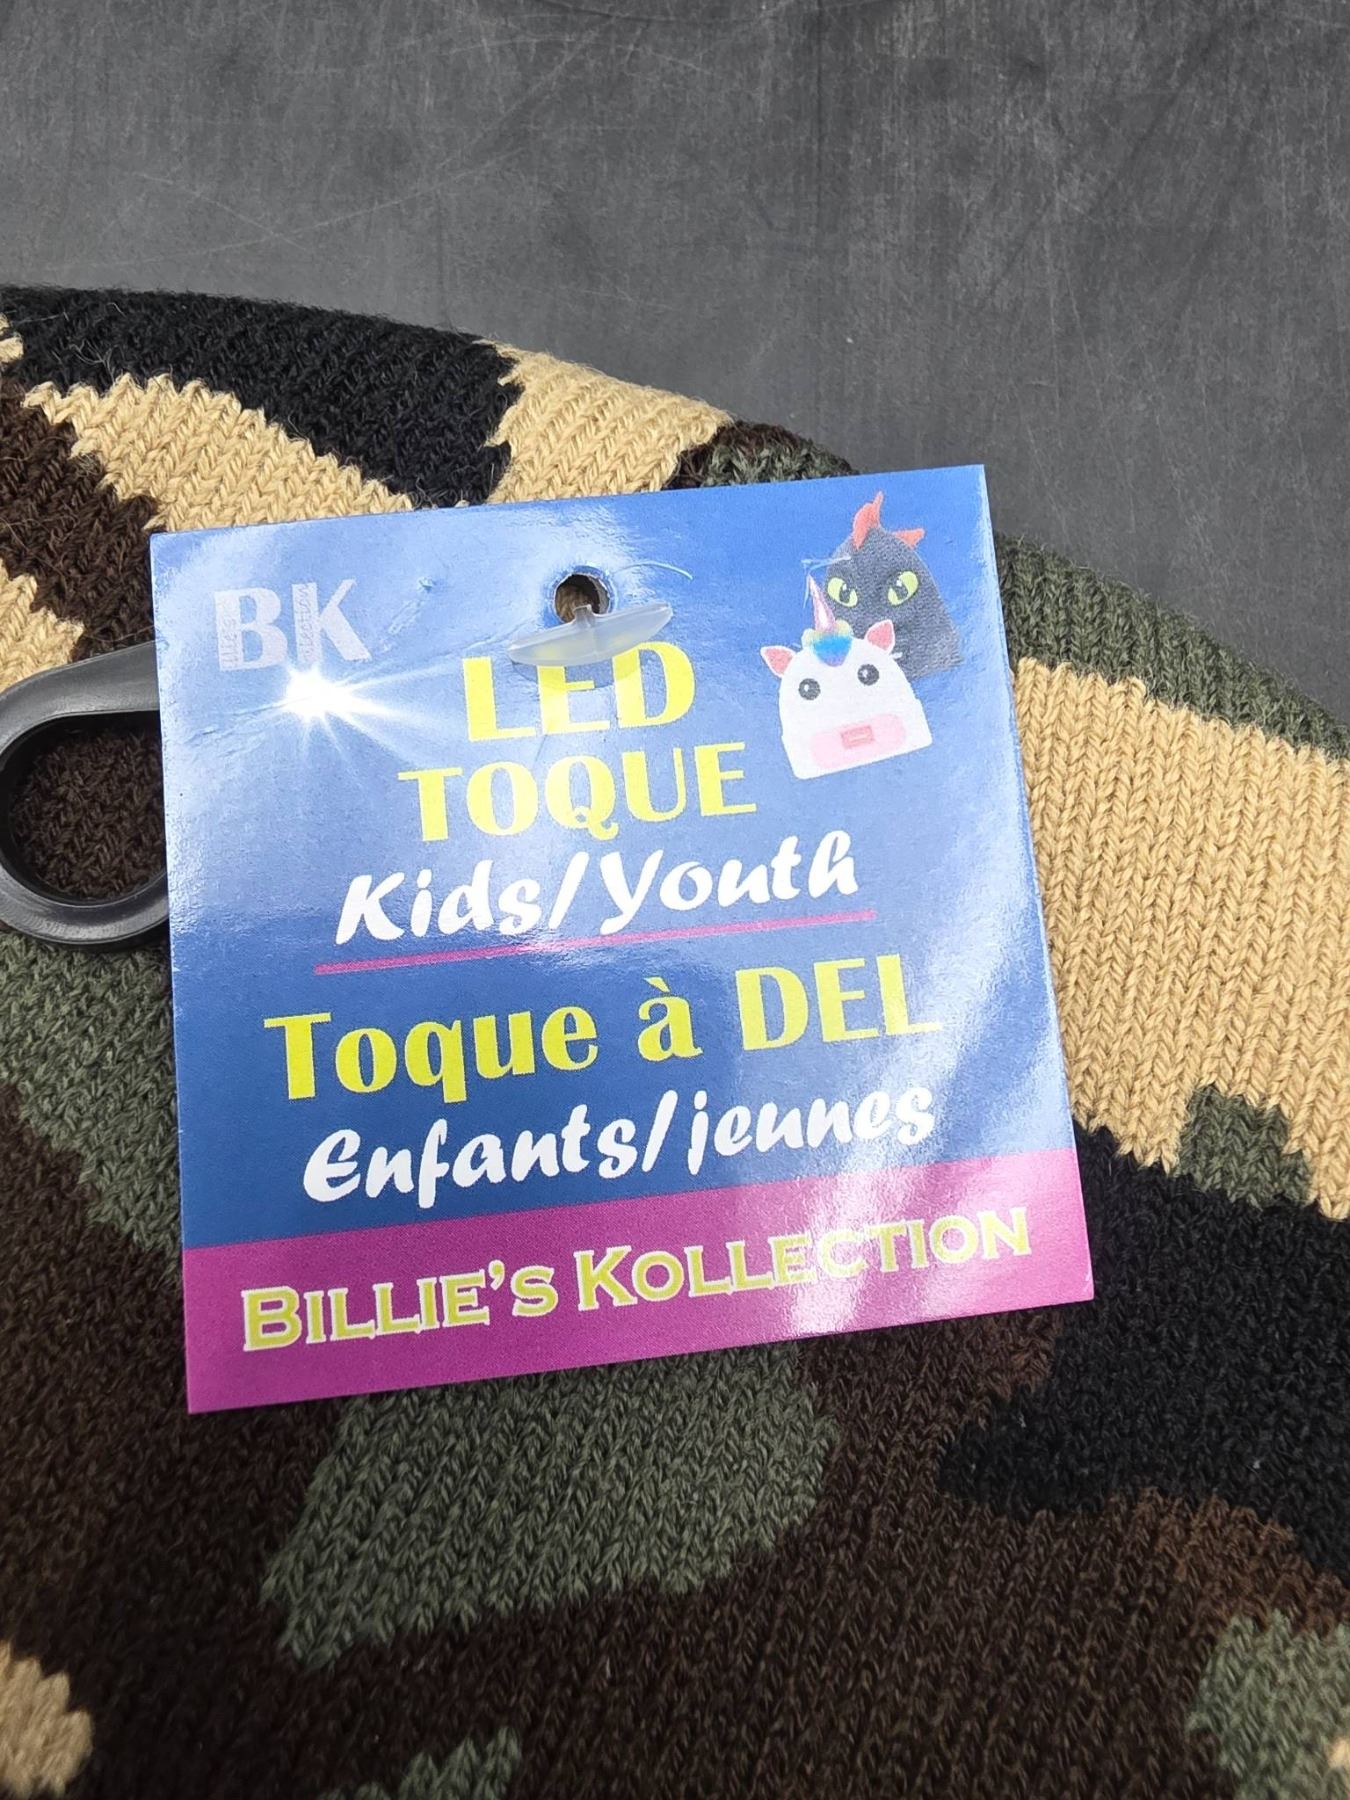 BK
LED
TOQUE
Kids/Youth
Toque à DEL
Enfants/jeunes
BILLIE'S KOLLECTION